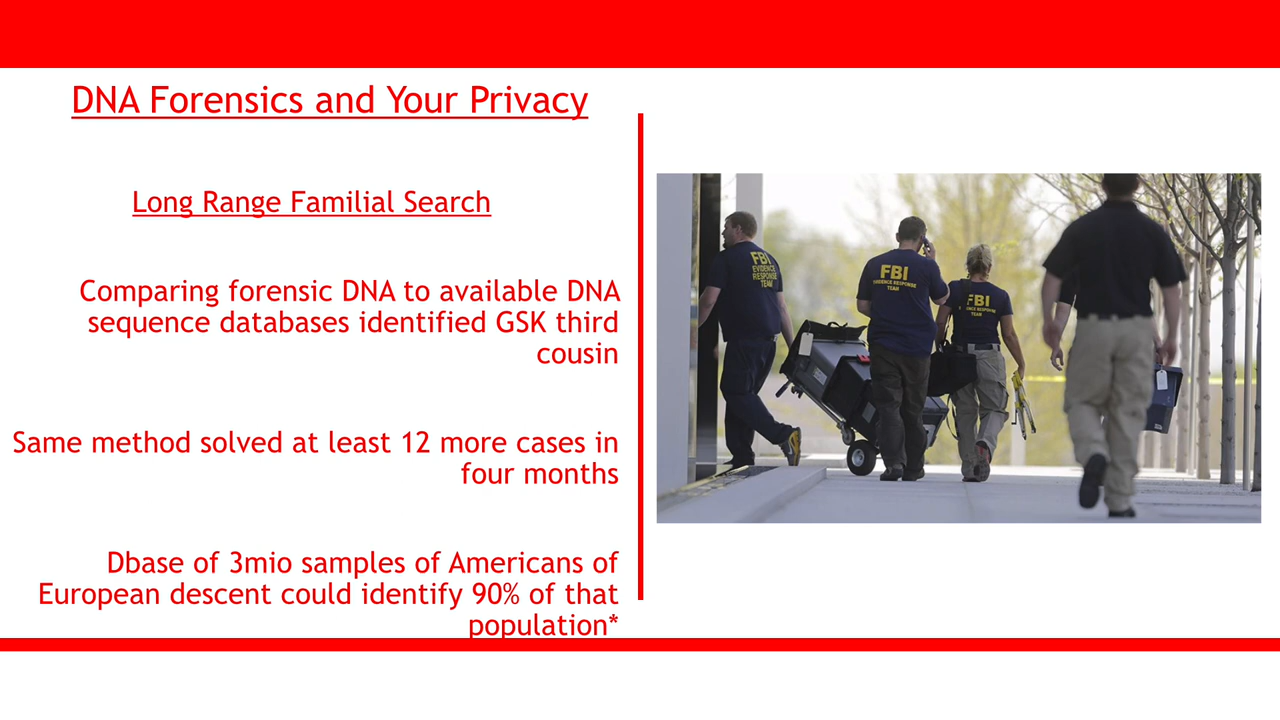 DNA Forensics and Your Privacy
Long Range Familial Search
Comparing forensic DNA to available DNA
sequence databases identified GSK third
cousin
Same method solved at least 12 more cases in
four months
Dbase of 3mio samples of Americans of
European descent could identify 90% of that
population*
FBI
EVIDENCE
RESPONSE
TEAM
FBI
EVIDENCE RESPONSE
TEAM
FBI
EVIDENCE RESPONSE
TEAM